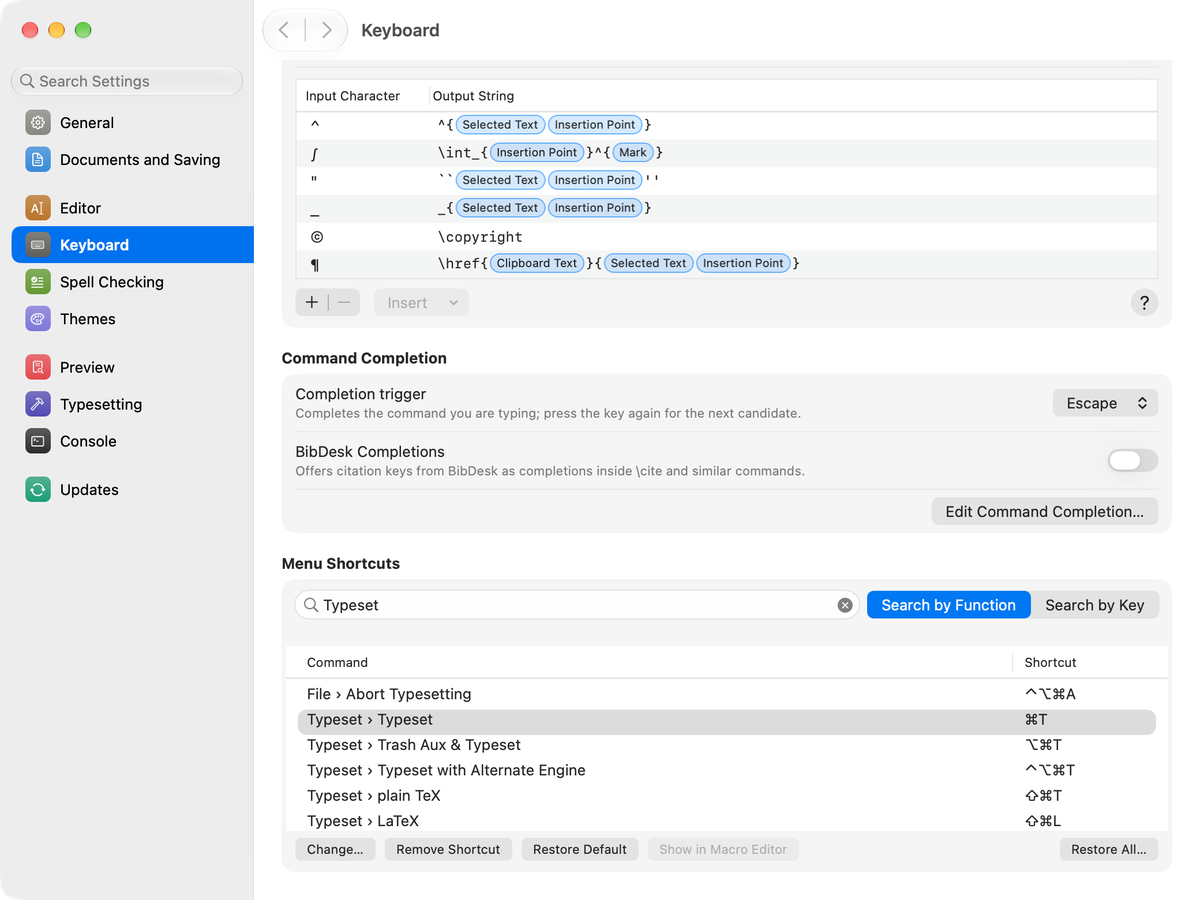 Keyboard
Search Settings
General
Documents and Saving
Editor
Keyboard
Spell Checking
Themes
Preview
Typesetting
Console
Updates
Input Character Output String
^ ^{ Selected Text Insertion Point }
∫ \int_{ Insertion Point }^{ Mark }
" `` Selected Text Insertion Point ''
_ _{ Selected Text Insertion Point }
© \copyright
¶ \href{ Clipboard Text }{ Selected Text Insertion Point }
+ − Insert ?
Command Completion
Completion trigger
Completes the command you are typing; press the key again for the next candidate.
Escape
BibDesk Completions
Offers citation keys from BibDesk as completions inside \cite and similar commands.
Edit Command Completion...
Menu Shortcuts
Typeset Search by Function Search by Key
Command Shortcut
File › Abort Typesetting ^⌥⌘A
Typeset › Typeset ⌘T
Typeset › Trash Aux & Typeset ⌥⌘T
Typeset › Typeset with Alternate Engine ^⌥⌘T
Typeset › plain TeX ⇧⌘T
Typeset › LaTeX ⇧⌘L
Change... Remove Shortcut Restore Default Show in Macro Editor Restore All...